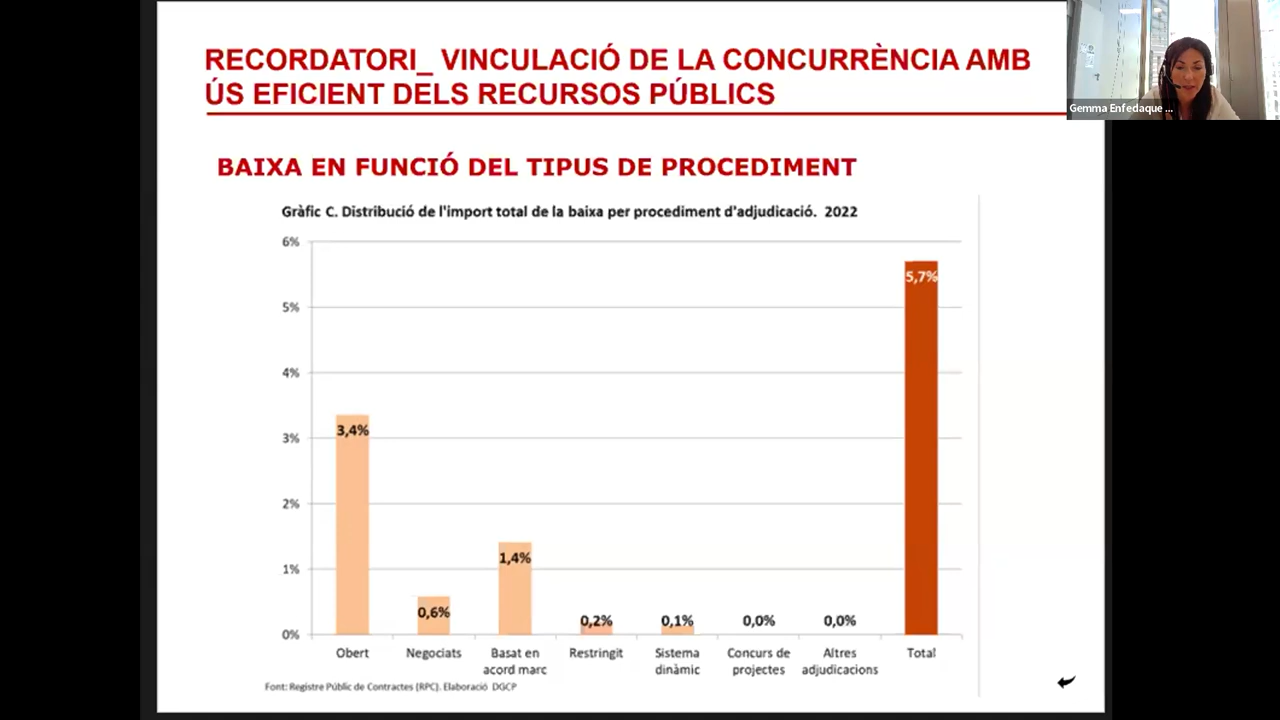 RECORDATORI_ VINCULACIÓ DE LA CONCURRÈNCIA AMB
ÚS EFICIENT DELS RECURSOS PÚBLICS
Gemma Enfedaque ...
BAIXA EN FUNCIÓ DEL TIPUS DE PROCEDIMENT
Gràfic C. Distribució de l'import total de la baixa per procediment d'adjudicació. 2022
6%
5%
4%
3%
2%
1%
0%
3,4%
0,6%
1,4%
0,2%
0,1%
0,0%
0,0%
5,7%
Obert
Negociats
Basat en
acord marc
Restringit
Sistema
dinàmic
Concurs de
projectes
Altres
adjudicacions
Total
Font: Registre Públic de Contractes (RPC). Elaboració DGCP